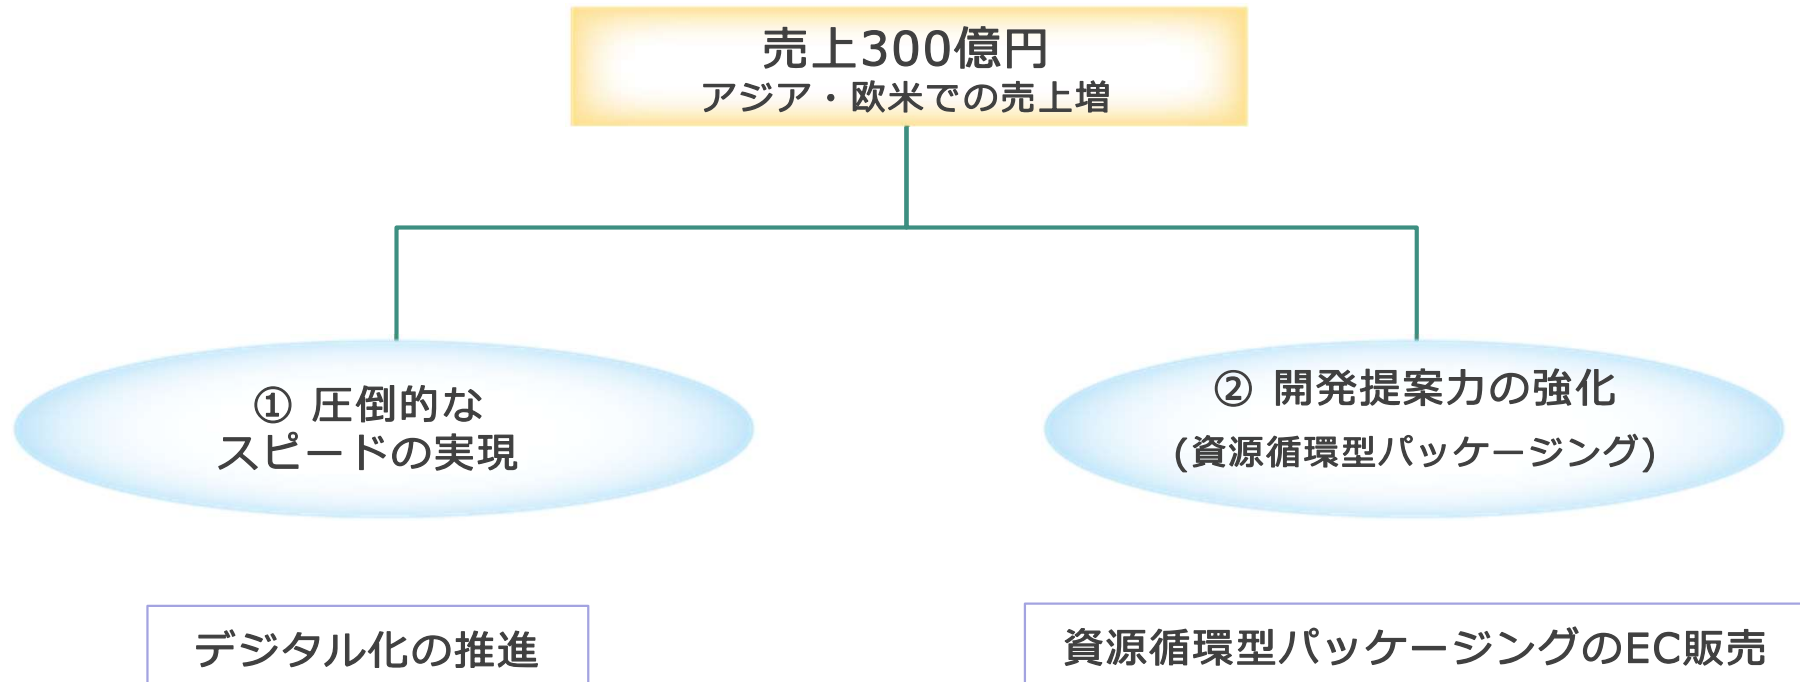 売上300億円
アジア・欧米での売上増
① 圧倒的な
スピードの実現
② 開発提案力の強化
(資源循環型パッケージング)
デジタル化の推進
資源循環型パッケージングのEC販売